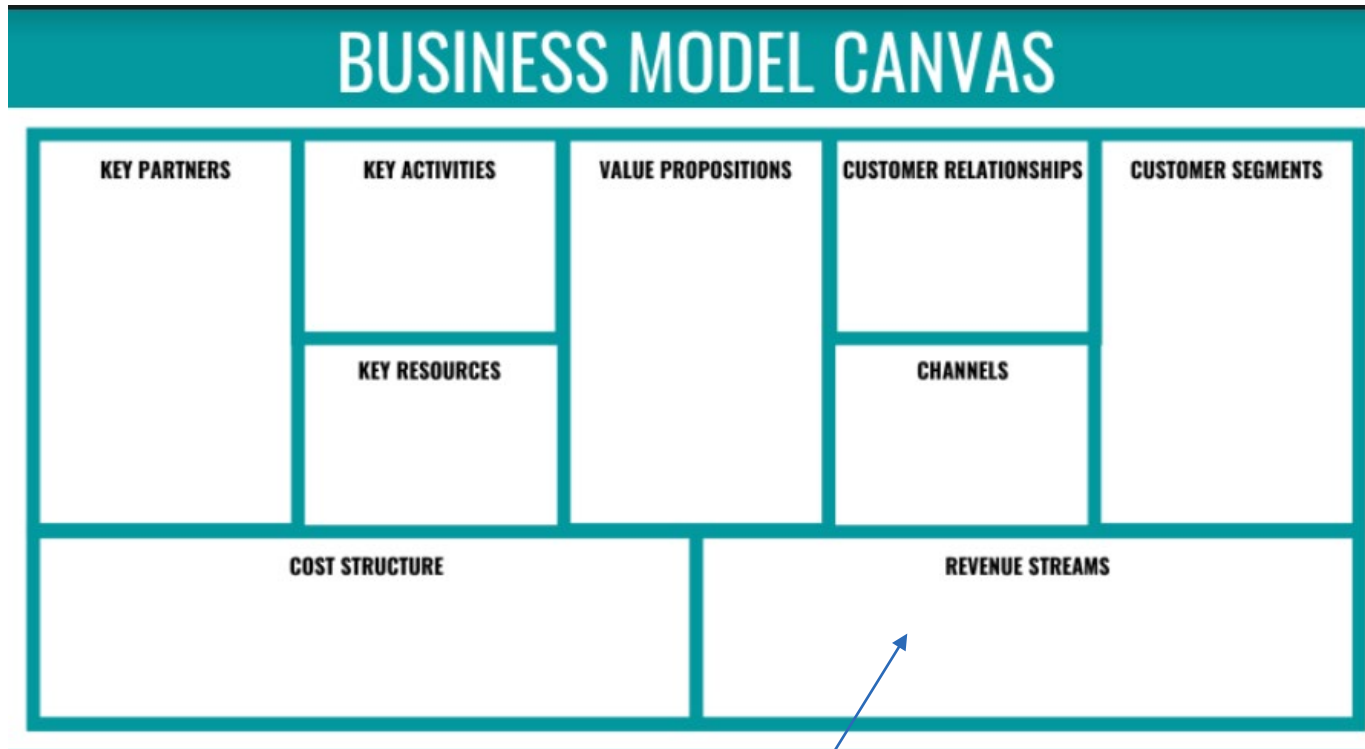 BUSINESS MODEL CANVAS
KEY PARTNERS
KEY ACTIVITIES
VALUE PROPOSITIONS
CUSTOMER RELATIONSHIPS
CUSTOMER SEGMENTS
KEY RESOURCES
CHANNELS
COST STRUCTURE
REVENUE STREAMS